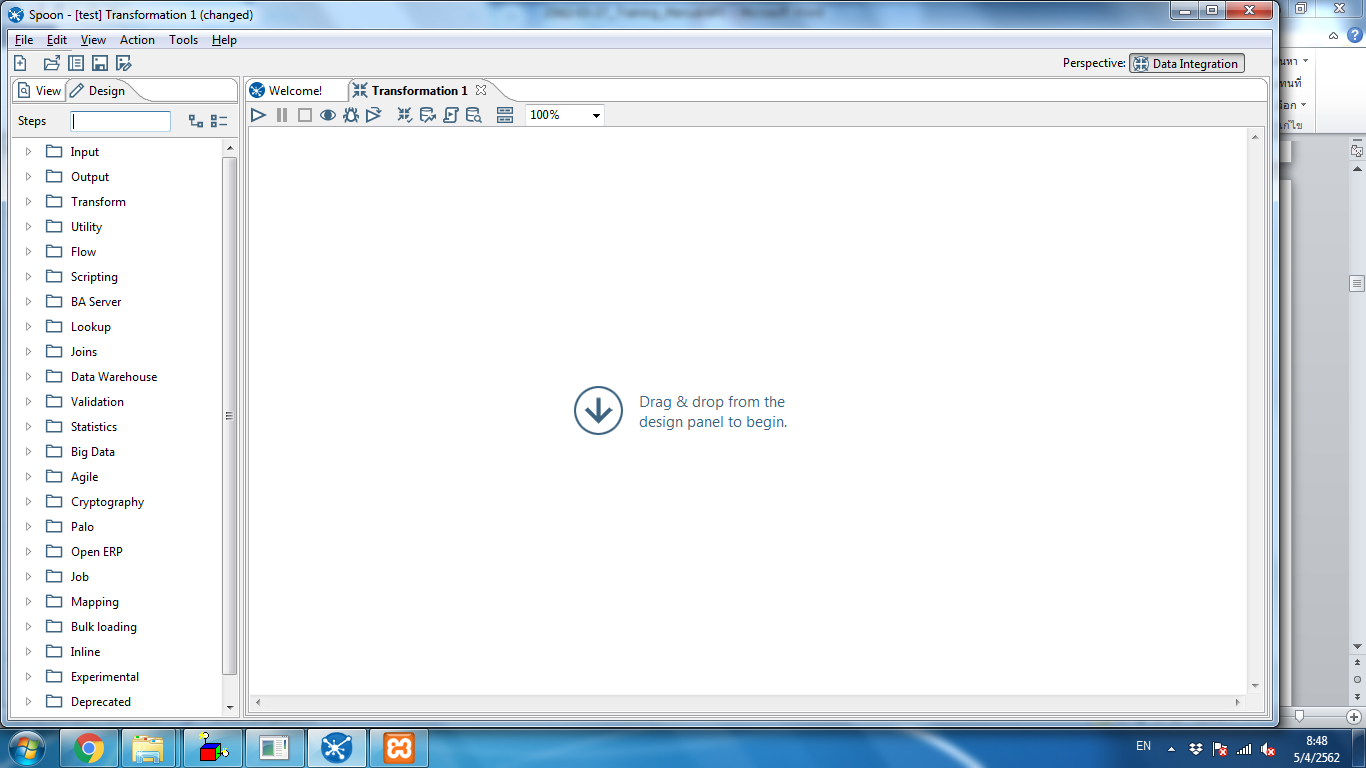 Spoon - [test] Transformation 1 (changed)
File Edit View Action Tools Help
Perspective: Data Integration
View Design
Welcome! Transformation 1
Steps
100%
Input
Output
Transform
Utility
Flow
Scripting
BA Server
Lookup
Joins
Data Warehouse
Validation
Statistics
Big Data
Agile
Cryptography
Palo
Open ERP
Job
Mapping
Bulk loading
Inline
Experimental
Deprecated
Drag & drop from the
design panel to begin.
EN
8:48
5/4/2562